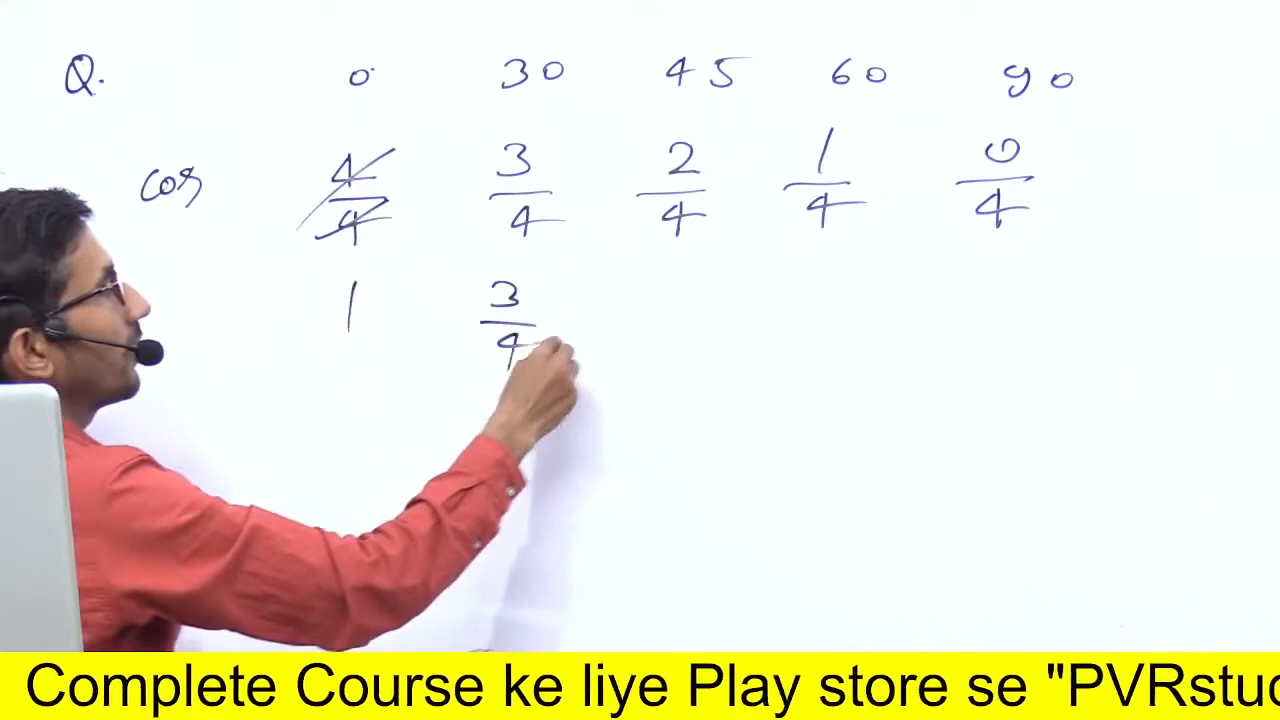 Q. 0 30 45 60 90
cos 4/4 3/4 2/4 1/4 0/4
1 3/4
Complete Course ke liye Play store se "PVRstud